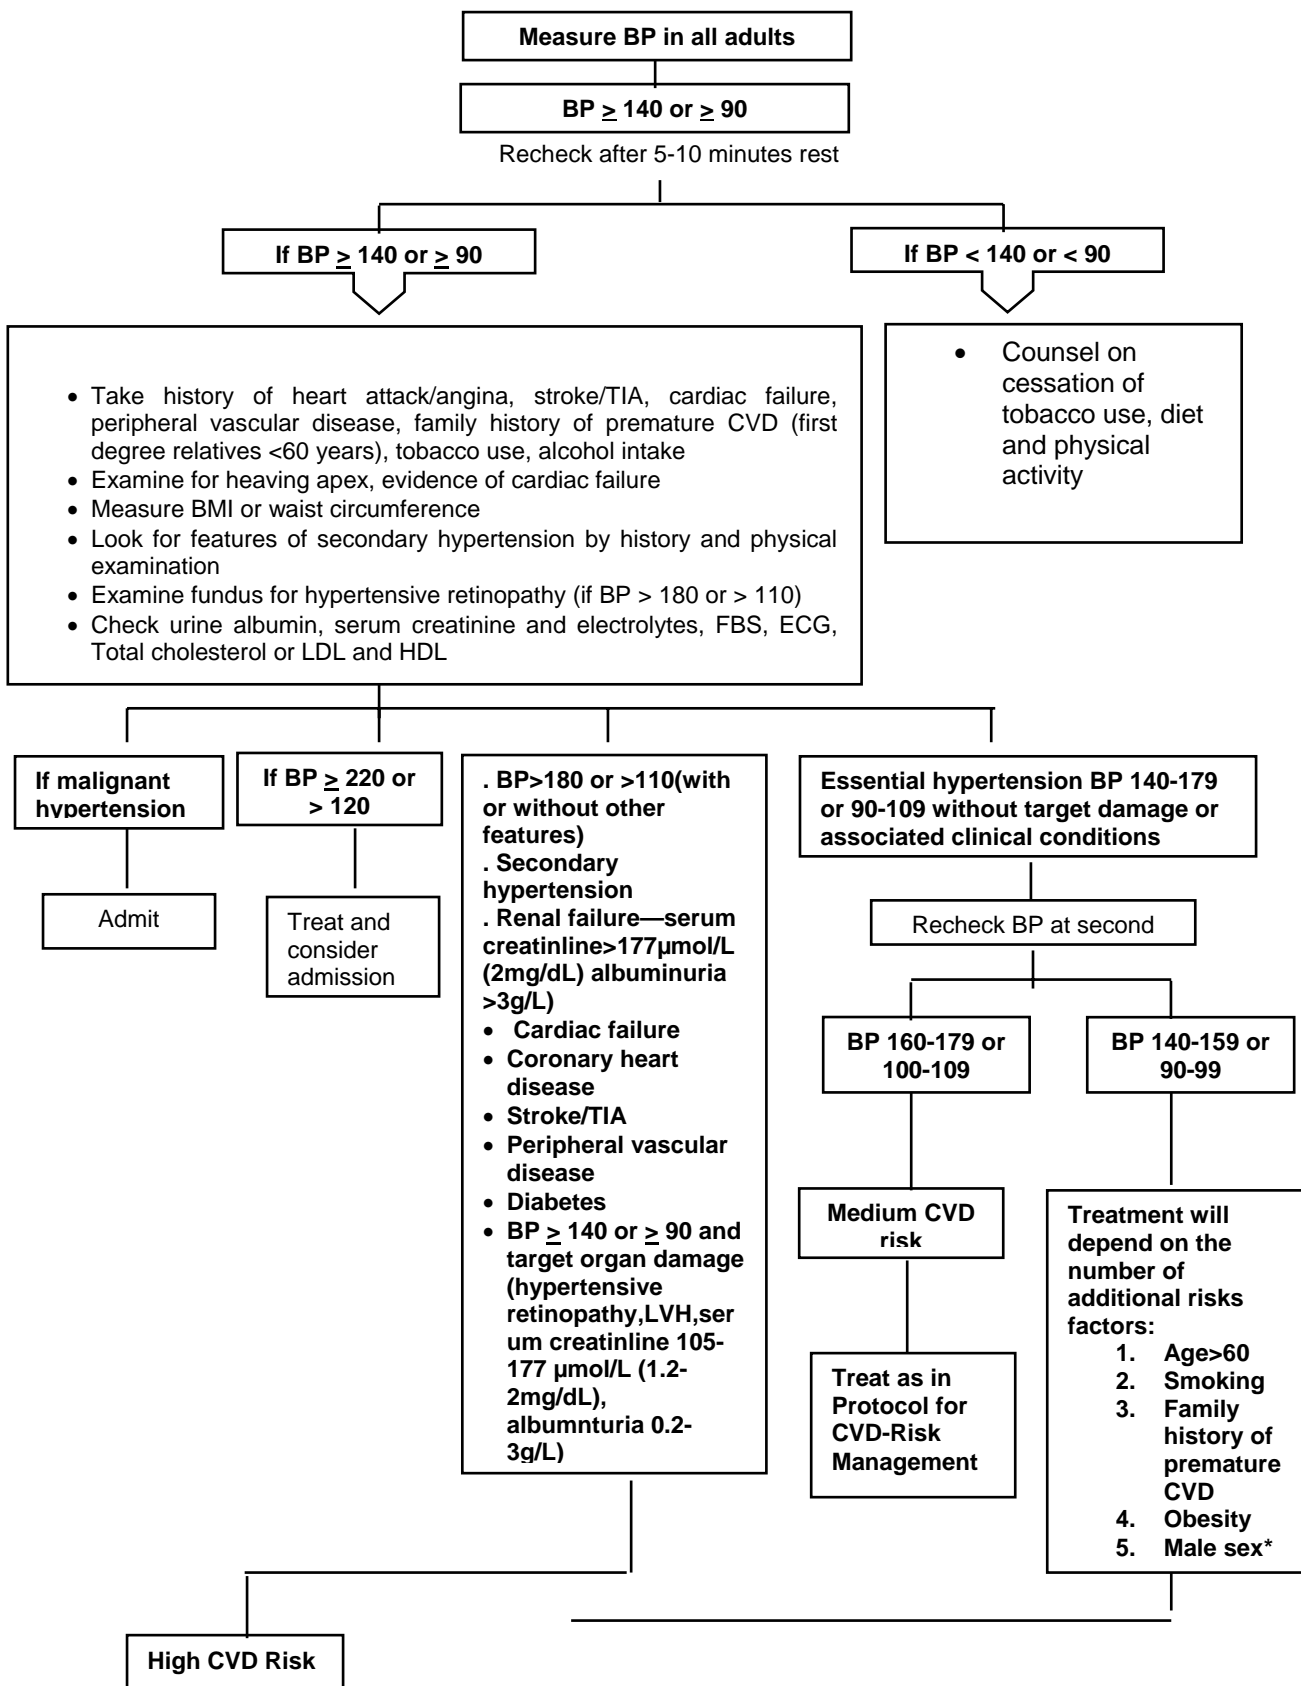 Measure BP in all adults
BP ≥ 140 or ≥ 90
Recheck after 5-10 minutes rest
If BP ≥ 140 or ≥ 90
If BP < 140 or < 90
• Take history of heart attack/angina, stroke/TIA, cardiac failure,
peripheral vascular disease, family history of premature CVD (first
degree relatives <60 years), tobacco use, alcohol intake
• Examine for heaving apex, evidence of cardiac failure
• Measure BMI or waist circumference
• Look for features of secondary hypertension by history and physical
examination
• Examine fundus for hypertensive retinopathy (if BP > 180 or > 110)
• Check urine albumin, serum creatinine and electrolytes, FBS, ECG,
Total cholesterol or LDL and HDL
• Counsel on
cessation of
tobacco use, diet
and physical
activity
If malignant
hypertension
Admit
If BP ≥ 220 or
> 120
Treat and
consider
admission
. BP>180 or >110(with
or without other
features)
. Secondary
hypertension
. Renal failure—serum
creatinline>177µmol/L
(2mg/dL) albuminuria
>3g/L)
• Cardiac failure
• Coronary heart
disease
• Stroke/TIA
• Peripheral vascular
disease
• Diabetes
• BP ≥ 140 or ≥ 90 and
target organ damage
(hypertensive
retinopathy,LVH,ser
um creatinline 105-
177 µmol/L (1.2-
2mg/dL),
albumnturia 0.2-
3g/L)
Essential hypertension BP 140-179
or 90-109 without target damage or
associated clinical conditions
Recheck BP at second
BP 160-179 or
100-109
BP 140-159 or
90-99
Medium CVD
risk
Treat as in
Protocol for
CVD-Risk
Management
Treatment will
depend on the
number of
additional risks
factors:
1. Age>60
2. Smoking
3. Family
history of
premature
CVD
4. Obesity
5. Male sex*
High CVD Risk